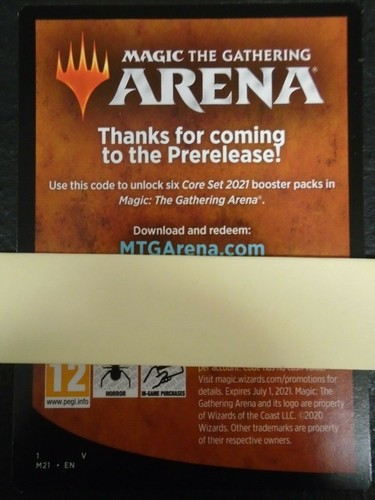 MAGIC THE GATHERING
ARENA®
Thanks for coming
to the Prerelease!
Use this code to unlock six Core Set 2021 booster packs in
Magic: The Gathering Arena®.
Download and redeem:
MTGArena.com
12
www.pegi.info
HORROR
IN-GAME PURCHASES
per account. Code has no cash
Visit magic.wizards.com/promotions for
details. Expires July 1, 2021. Magic: The
Gathering Arena and its logo are property
of Wizards of the Coast LLC. ©2020
Wizards. Other trademarks are property
of their respective owners.
1 V
M21 • EN